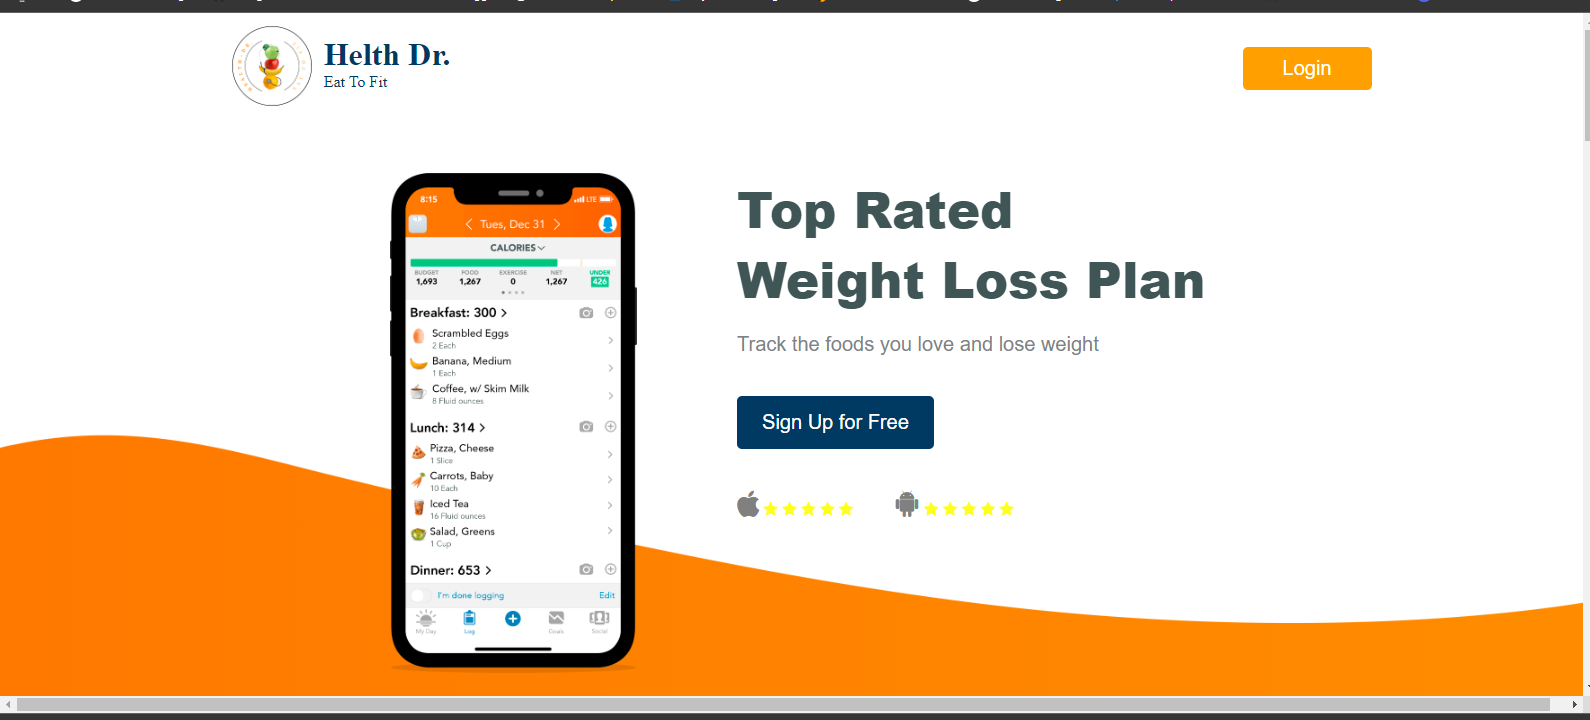 Helth Dr.
Eat To Fit
Login
8:15
LTE
Tues, Dec 31
CALORIES
BUDGET FOOD EXERCISE NET UNDER
1,693 1,267 0 1,267 426
Breakfast: 300
Scrambled Eggs
2 Each
Banana, Medium
1 Each
Coffee, w/ Skim Milk
8 Fluid ounces
Lunch: 314
Pizza, Cheese
1 Slice
Carrots, Baby
10 Each
Iced Tea
16 Fluid ounces
Salad, Greens
1 Cup
Dinner: 653
I'm done logging Edit
My Day Log Goals Social
Top Rated
Weight Loss Plan
Track the foods you love and lose weight
Sign Up for Free